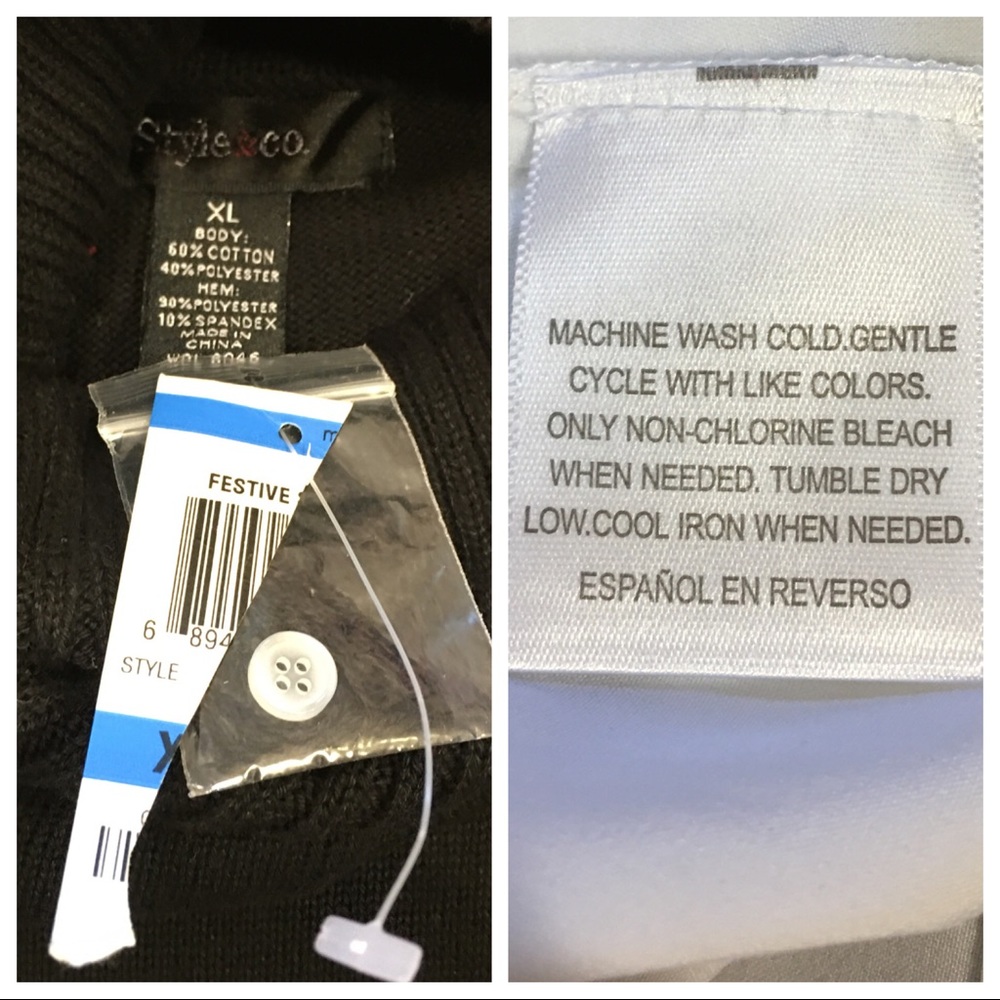 Style&co.
XL
BODY:
60% COTTON
40% POLYESTER
HEM:
90% POLYESTER
10% SPANDEX
MADE IN
CHINA
FESTIVE
6 894
STYLE
X
MACHINE WASH COLD.GENTLE
CYCLE WITH LIKE COLORS.
ONLY NON-CHLORINE BLEACH
WHEN NEEDED. TUMBLE DRY
LOW.COOL IRON WHEN NEEDED.
ESPAÑOL EN REVERSO